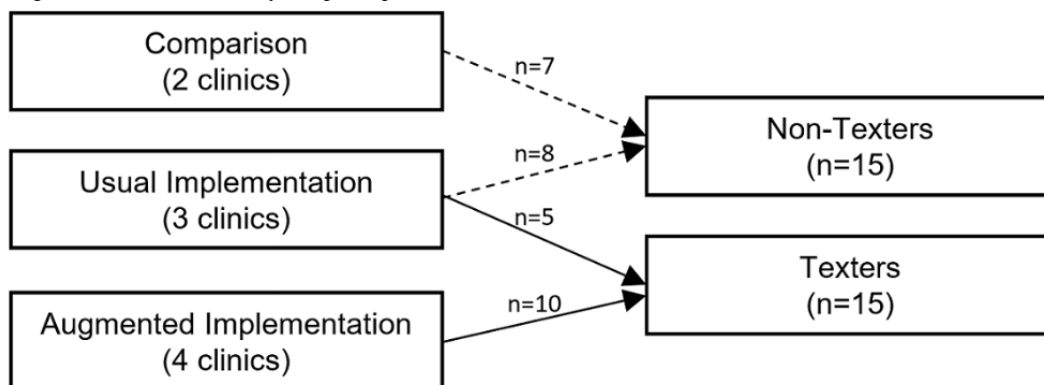 Comparison
(2 clinics)
n=7
Non-Texters
(n=15)
Usual Implementation
(3 clinics)
n=8
n=5
Texters
(n=15)
Augmented Implementation
(4 clinics)
n=10